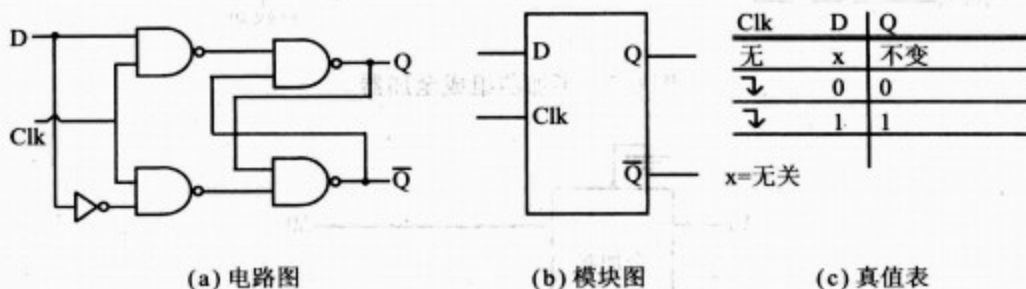 D
Clk
Q
Q̅
(a) 电路图
D
Clk
Q
Q̅
(b) 模块图
Clk D Q
无 x 不变
↴ 0 0
↴ 1 1
x=无关
(c) 真值表